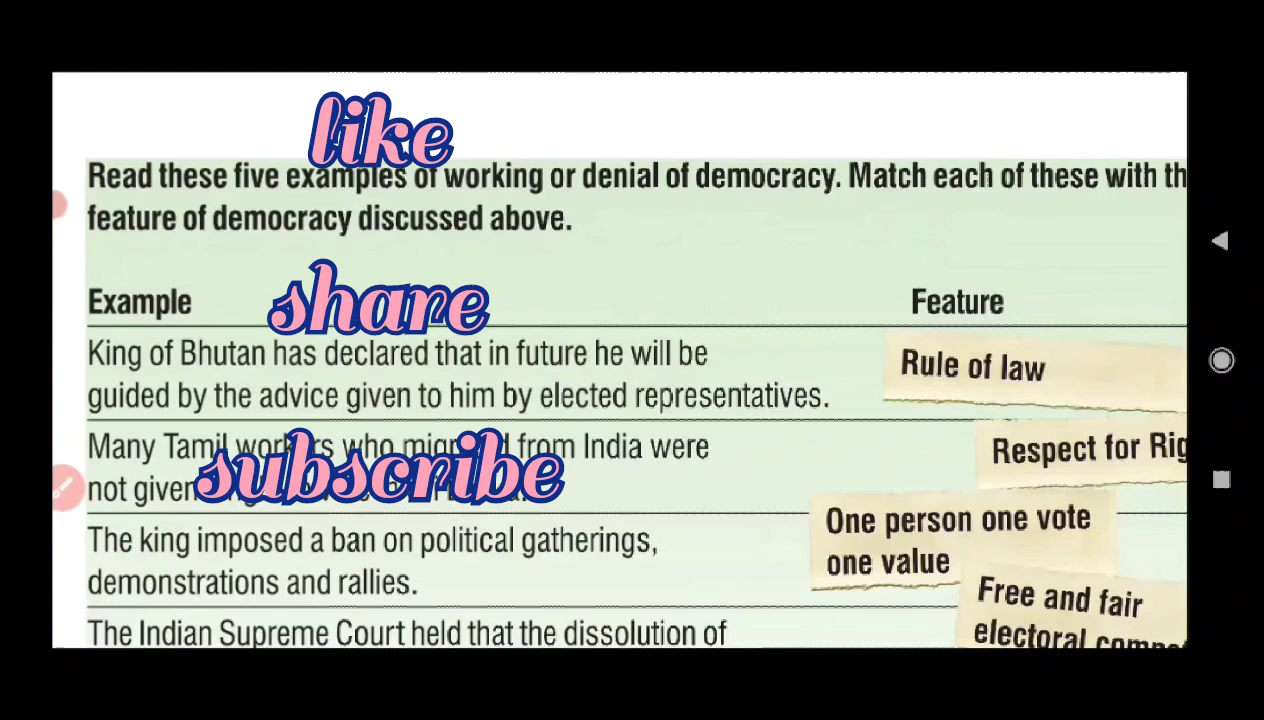 like
Read these five examples of working or denial of democracy. Match each of these with th
feature of democracy discussed above.
share
Example
Feature
King of Bhutan has declared that in future he will be
guided by the advice given to him by elected representatives.
Rule of law
Many Tamil workers who migrated from India were
not given
Respect for Rig
subscribe
One person one vote
one value
The king imposed a ban on political gatherings,
demonstrations and rallies.
Free and fair
electoral
The Indian Supreme Court held that the dissolution of